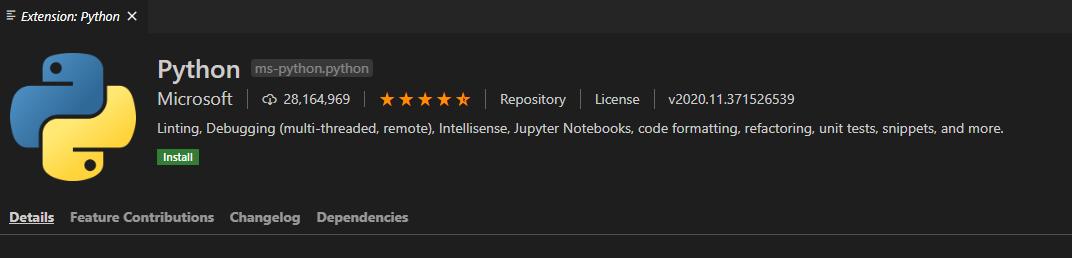 Extension: Python
Python ms-python.python
Microsoft 28,164,969 Repository License v2020.11.371526539
Linting, Debugging (multi-threaded, remote), Intellisense, Jupyter Notebooks, code formatting, refactoring, unit tests, snippets, and more.
Install
Details Feature Contributions Changelog Dependencies